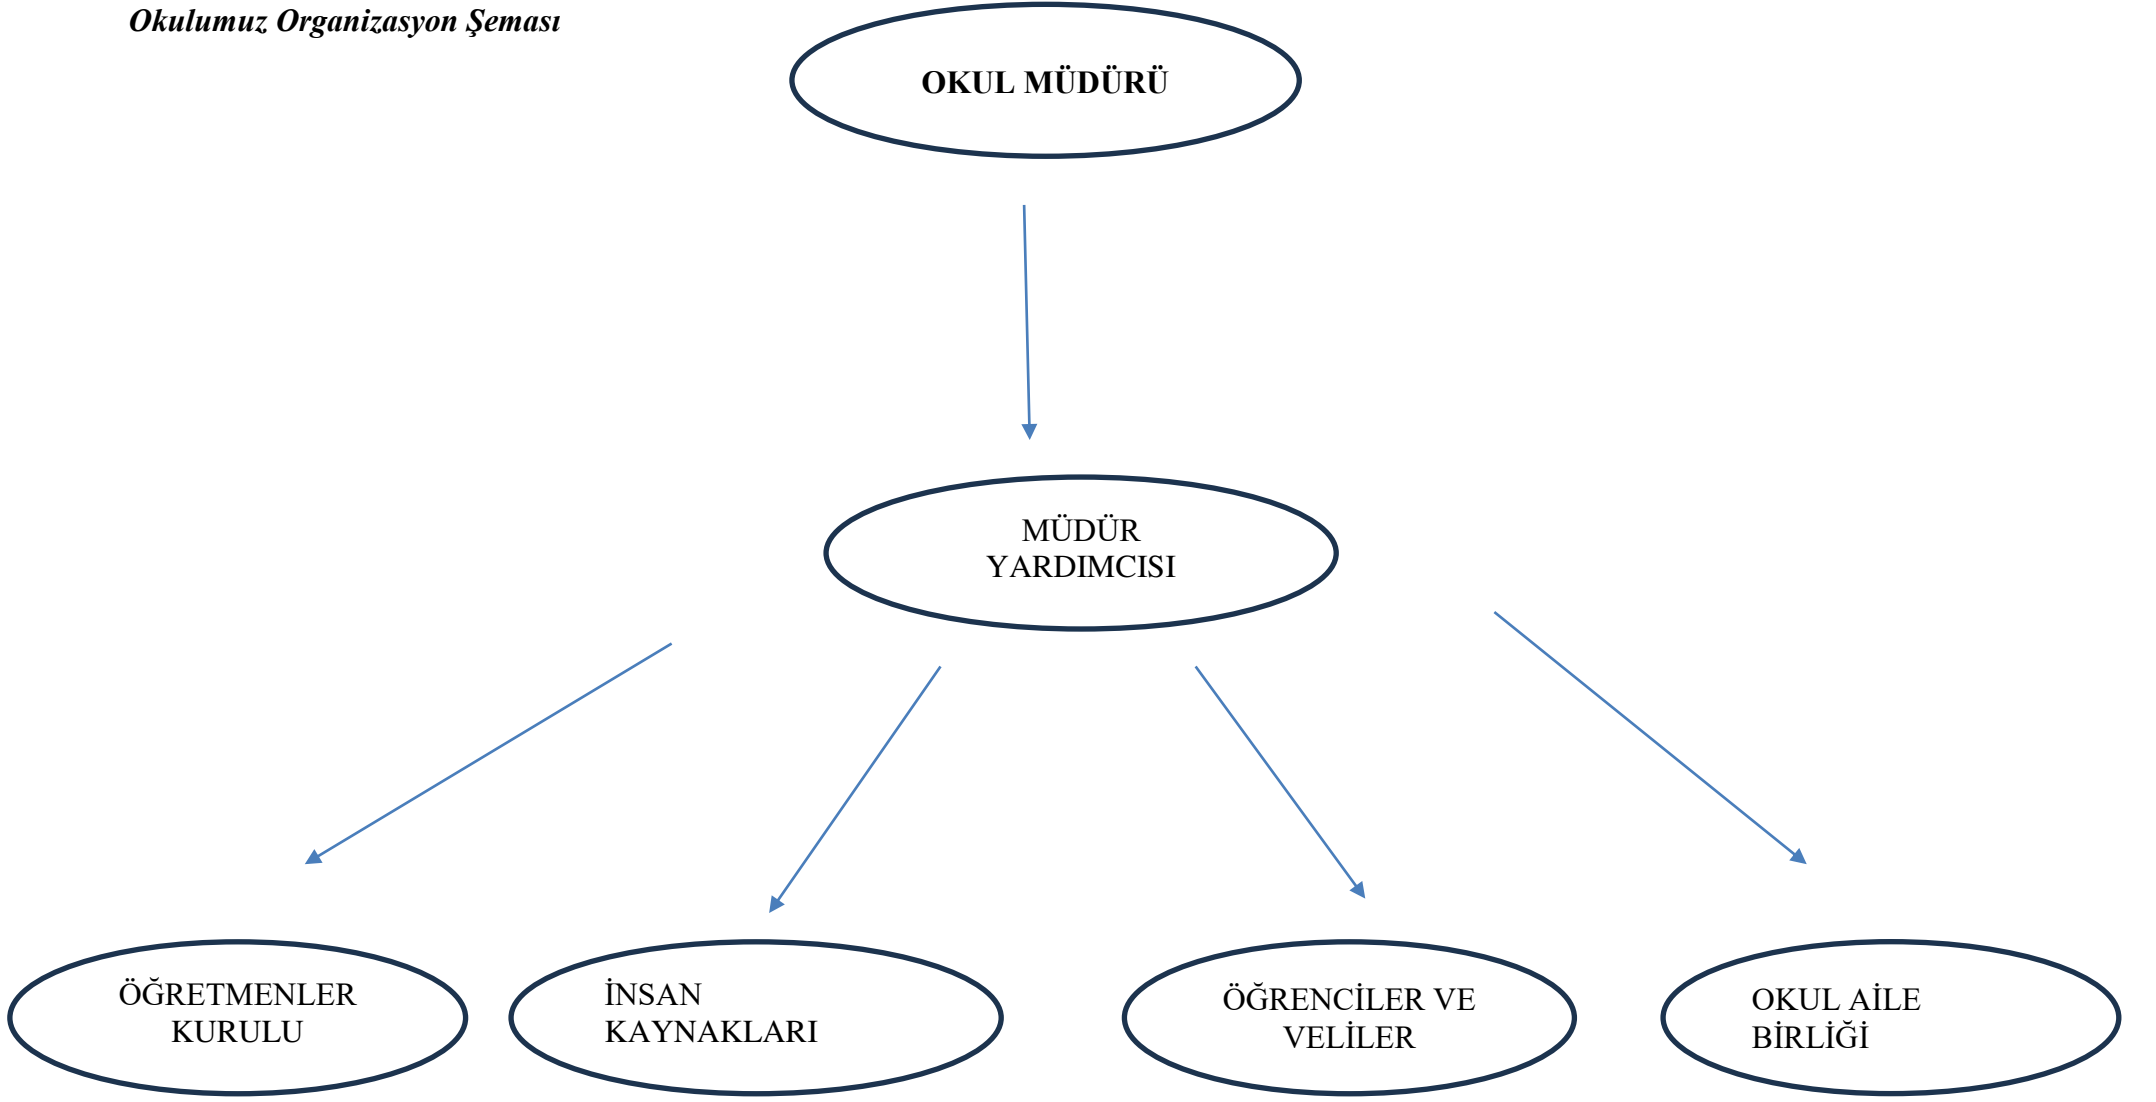 Okulumuz Organizasyon Şeması
OKUL MÜDÜRÜ
MÜDÜR
YARDIMCISI
ÖĞRETMENLER
KURULU
İNSAN
KAYNAKLARI
ÖĞRENCİLER VE
VELİLER
OKUL AİLE
BİRLİĞİ